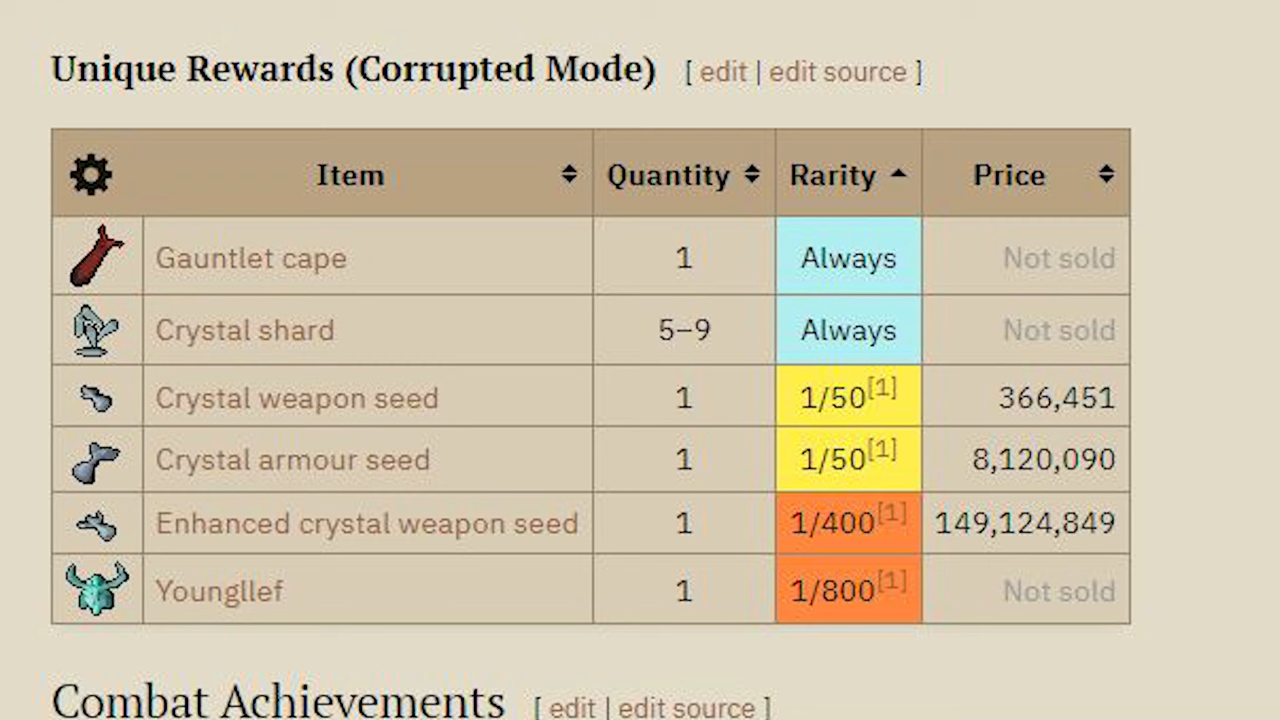 Unique Rewards (Corrupted Mode) [ edit | edit source ]
Item Quantity Rarity Price
Gauntlet cape 1 Always Not sold
Crystal shard 5–9 Always Not sold
Crystal weapon seed 1 1/50[1] 366,451
Crystal armour seed 1 1/50[1] 8,120,090
Enhanced crystal weapon seed 1 1/400[1] 149,124,849
Youngllef 1 1/800[1] Not sold
Combat Achievements [ edit | edit source ]